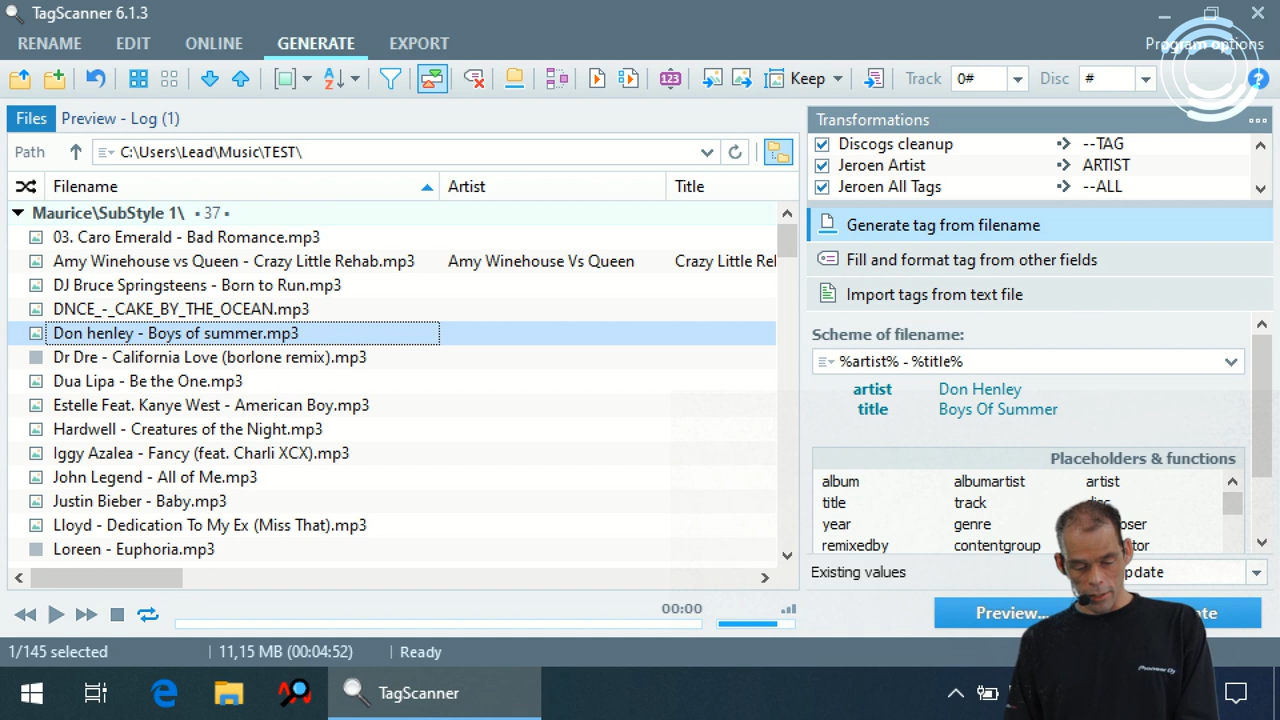 TagScanner 6.1.3
RENAME EDIT ONLINE GENERATE EXPORT Program options
123 Keep Track 0# Disc # ?
Files Preview - Log (1)
Path C:\Users\Lead\Music\TEST\
Filename Artist Title
Maurice\SubStyle 1\ • 37 •
03. Caro Emerald - Bad Romance.mp3
Amy Winehouse vs Queen - Crazy Little Rehab.mp3 Amy Winehouse Vs Queen Crazy Little Rel
DJ Bruce Springsteens - Born to Run.mp3
DNCE_-_CAKE_BY_THE_OCEAN.mp3
Don henley - Boys of summer.mp3
Dr Dre - California Love (borlone remix).mp3
Dua Lipa - Be the One.mp3
Estelle Feat. Kanye West - American Boy.mp3
Hardwell - Creatures of the Night.mp3
Iggy Azalea - Fancy (feat. Charli XCX).mp3
John Legend - All of Me.mp3
Justin Bieber - Baby.mp3
Lloyd - Dedication To My Ex (Miss That).mp3
Loreen - Euphoria.mp3
00:00
Transformations
Discogs cleanup --TAG
Jeroen Artist ARTIST
Jeroen All Tags --ALL
Generate tag from filename
Fill and format tag from other fields
Import tags from text file
Scheme of filename:
%artist% - %title%
artist Don Henley
title Boys Of Summer
Placeholders & functions
album albumartist artist
title track
year genre oser
remixedby contentgroup tor
Existing values pdate
Preview... te
1/145 selected 11,15 MB (00:04:52) Ready
TagScanner
Pioneer Dj